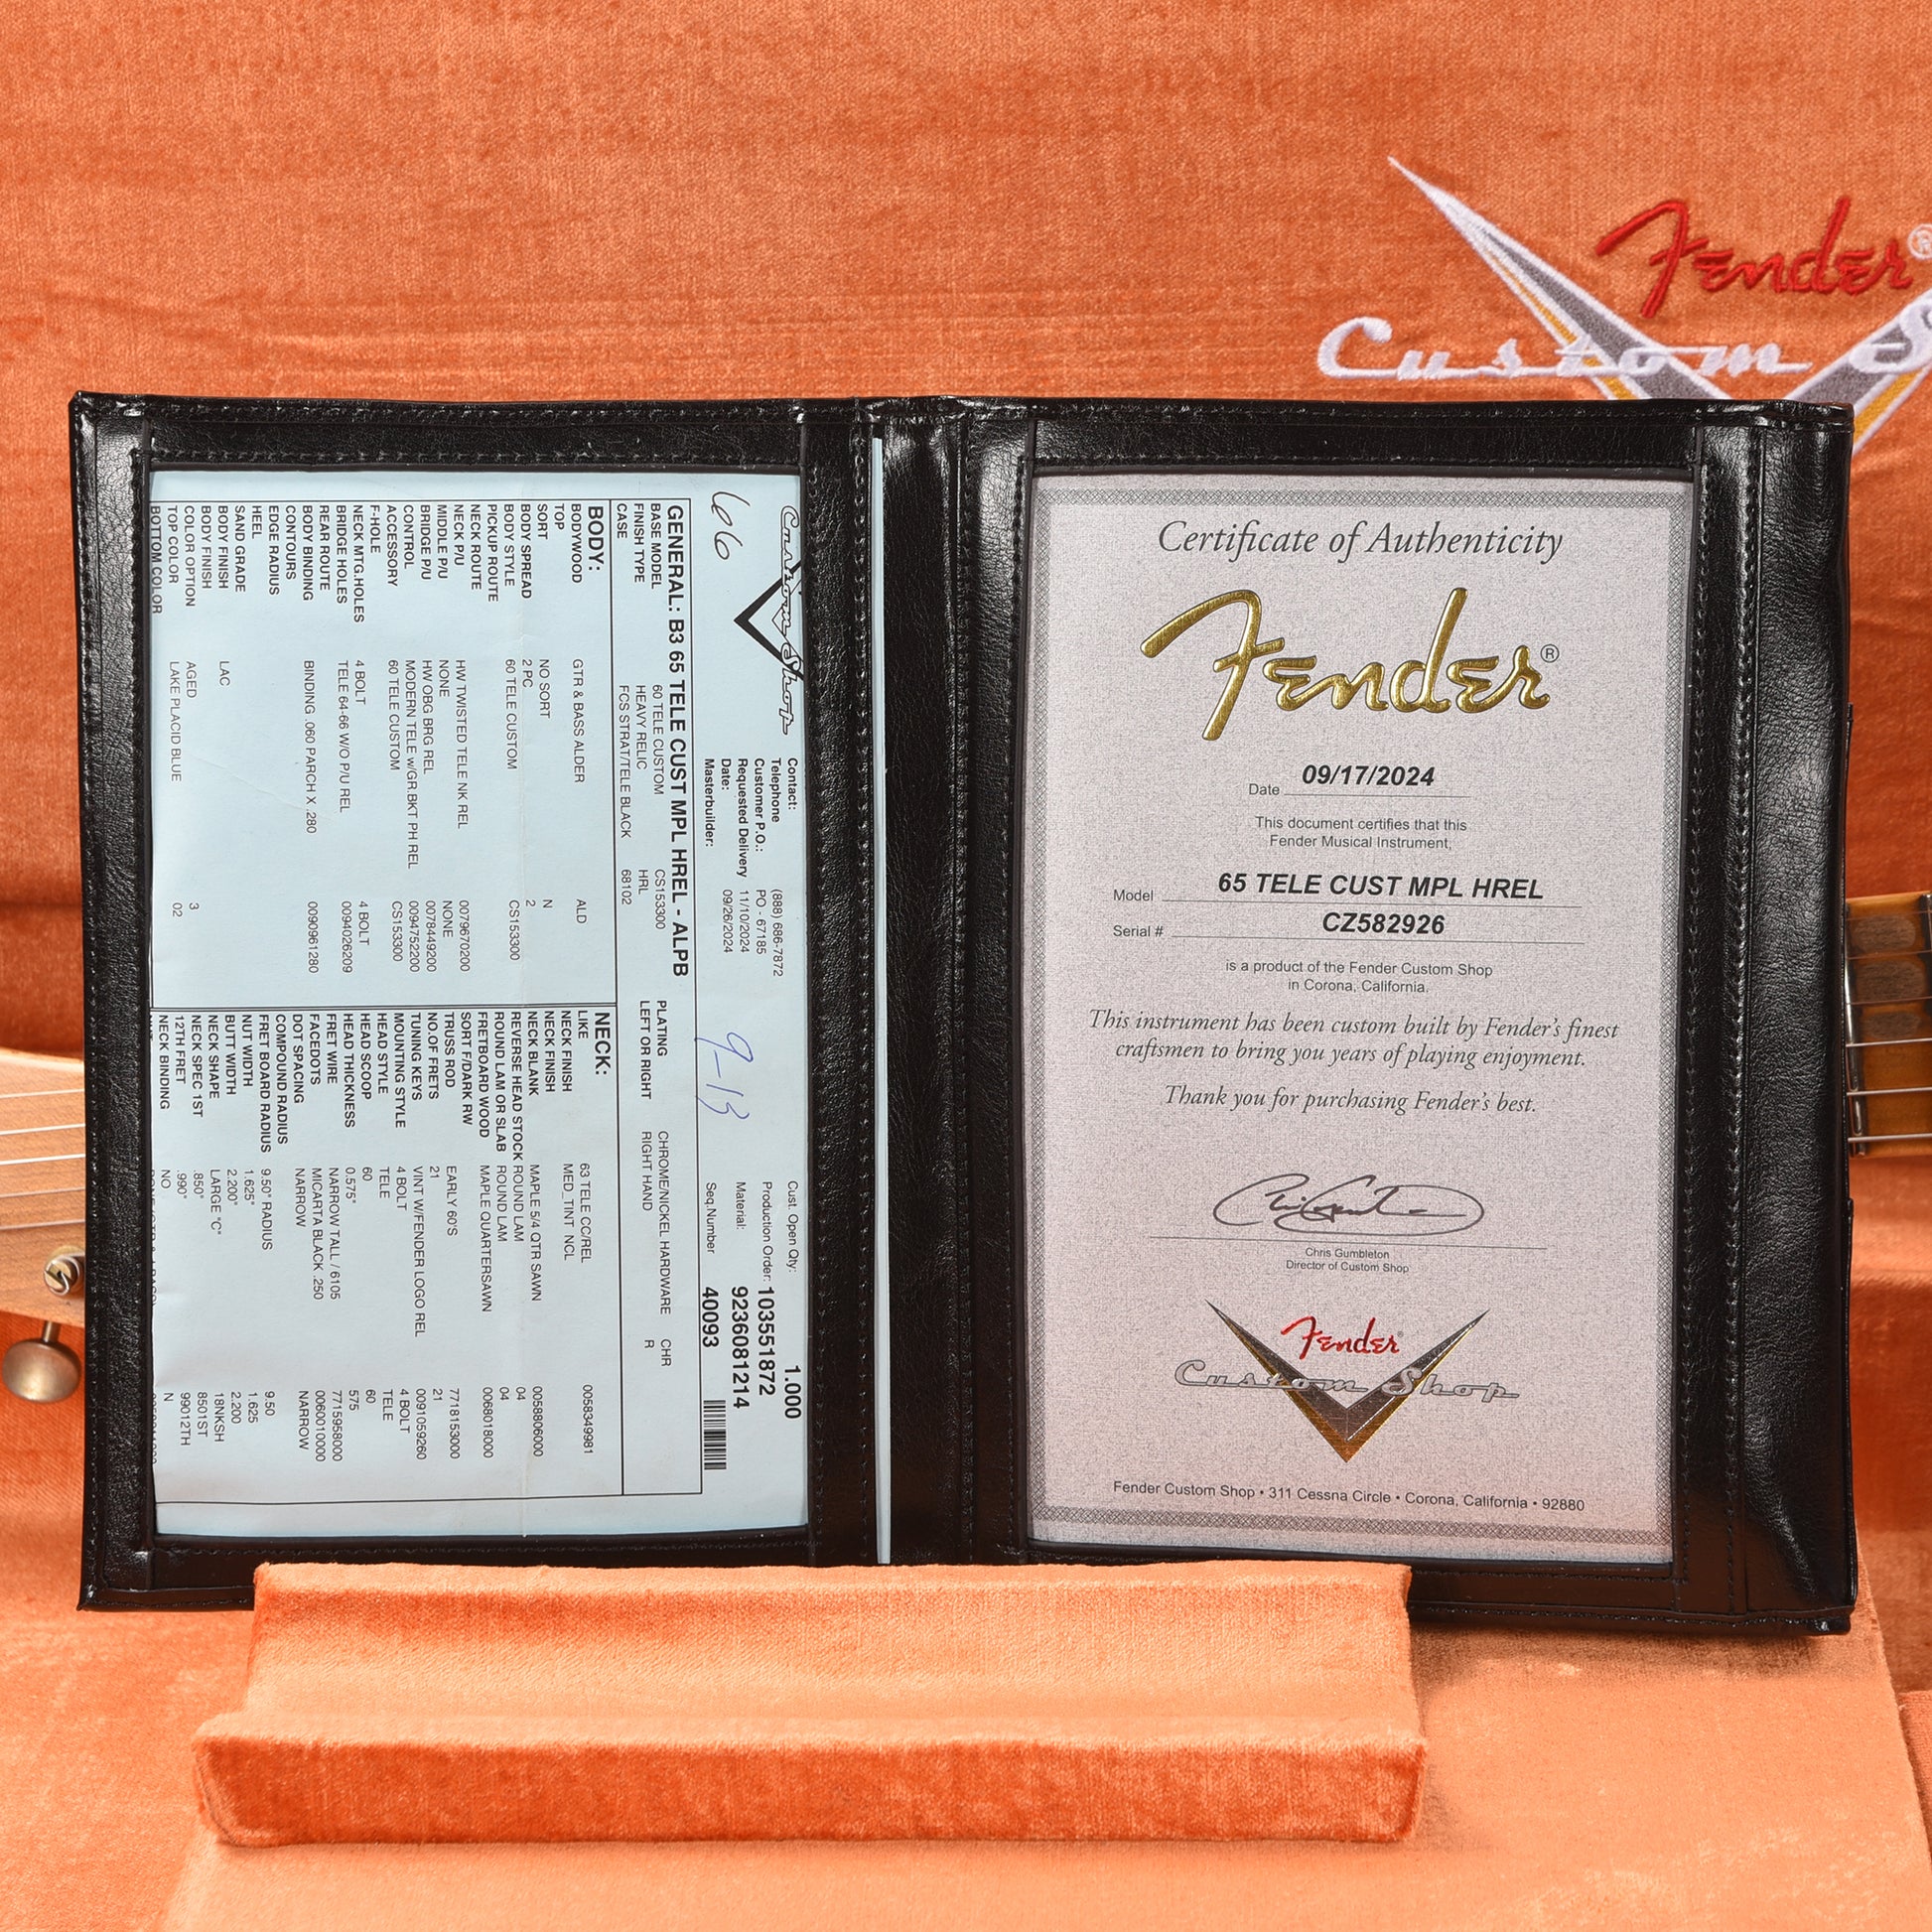 Fender®
Custom S
Custom Shop
606
Contact: (888) 686-7872
Telephone
Customer P.O.: PO - 67185
Requested Delivery 11/10/2024
Date: 09/26/2024
Masterbuilder:
9-13
Cust. Open Qty: 1.000
Production Order: 103551872
Material: 9236081214
Seq.Number 40093
GENERAL: B3 65 TELE CUST MPL HREL - ALPB
BASE MODEL 60 TELE CUSTOM CS153300
FINISH TYPE HEAVY RELIC HRL
CASE FCS STRAT/TELE BLACK 68102
PLATING CHROME/NICKEL HARDWARE CHR
LEFT OR RIGHT RIGHT HAND R
BODY:
BODYWOOD GTR & BASS ALDER ALD
TOP
SORT NO SORT N
BODY SPREAD 2 PC 2
BODY STYLE 60 TELE CUSTOM CS153300
PICKUP ROUTE
NECK ROUTE
NECK P/U HW TWISTED TELE NK REL 0079670200
MIDDLE P/U NONE NONE
BRIDGE P/U HW OBG BRG REL 0078449200
CONTROL MODERN TELE w/GR.BKT PH REL 0094752200
ACCESSORY 60 TELE CUSTOM CS153300
F-HOLE
NECK MTG.HOLES 4 BOLT 4 BOLT
BRIDGE HOLES TELE 64-66 W/O P/U REL 0094026209
REAR ROUTE
BODY BINDING BINDING .060 PARCH X .280 0090961280
CONTOURS
EDGE RADIUS
HEEL
SAND GRADE
BODY FINISH LAC
BODY FINISH
COLOR OPTION AGED 3
TOP COLOR LAKE PLACID BLUE 02
BOTTOM COLOR
NECK:
LIKE 63 TELE CC/REL 0058349981
NECK FINISH MED_TINT NCL
NECK FINISH
NECK BLANK MAPLE 5/4 QTR SAWN 0058806000
REVERSE HEAD STOCK
ROUND LAM OR SLAB ROUND LAM 04
FRETBOARD WOOD MAPLE QUARTERSAWN 0068018000
SORT F/DARK RW
TRUSS ROD EARLY 60'S 7718153000
NO.OF FRETS 21 21
TUNING KEYS VINT W/FENDER LOGO REL 0091059260
MOUNTING STYLE 4 BOLT 4 BOLT
HEAD STYLE TELE TELE
HEAD SCOOP 60 60
HEAD THICKNESS 0.575" 575
FRET WIRE NARROW TALL / 6105 7715958000
FACEDOTS MICARTA BLACK .250 0060010000
DOT SPACING NARROW NARROW
COMPOUND RADIUS
FRET BOARD RADIUS 9.50" RADIUS 9.50
NUT WIDTH 1.625" 1.625
BUTT WIDTH 2.200" 2.200
NECK SHAPE LARGE "C" 18NKSH
NECK SPEC 1ST .850" 8501ST
12TH FRET .990" 99012TH
NECK BINDING NO N
Certificate of Authenticity
Fender®
Date 09/17/2024
This document certifies that this
Fender Musical Instrument,
Model 65 TELE CUST MPL HREL
Serial # CZ582926
is a product of the Fender Custom Shop
in Corona, California.
This instrument has been custom built by Fender's finest
craftsmen to bring you years of playing enjoyment.
Thank you for purchasing Fender's best.
Chris Gumbleton
Director of Custom Shop
Fender
Custom Shop
Fender Custom Shop • 311 Cessna Circle • Corona, California • 92880